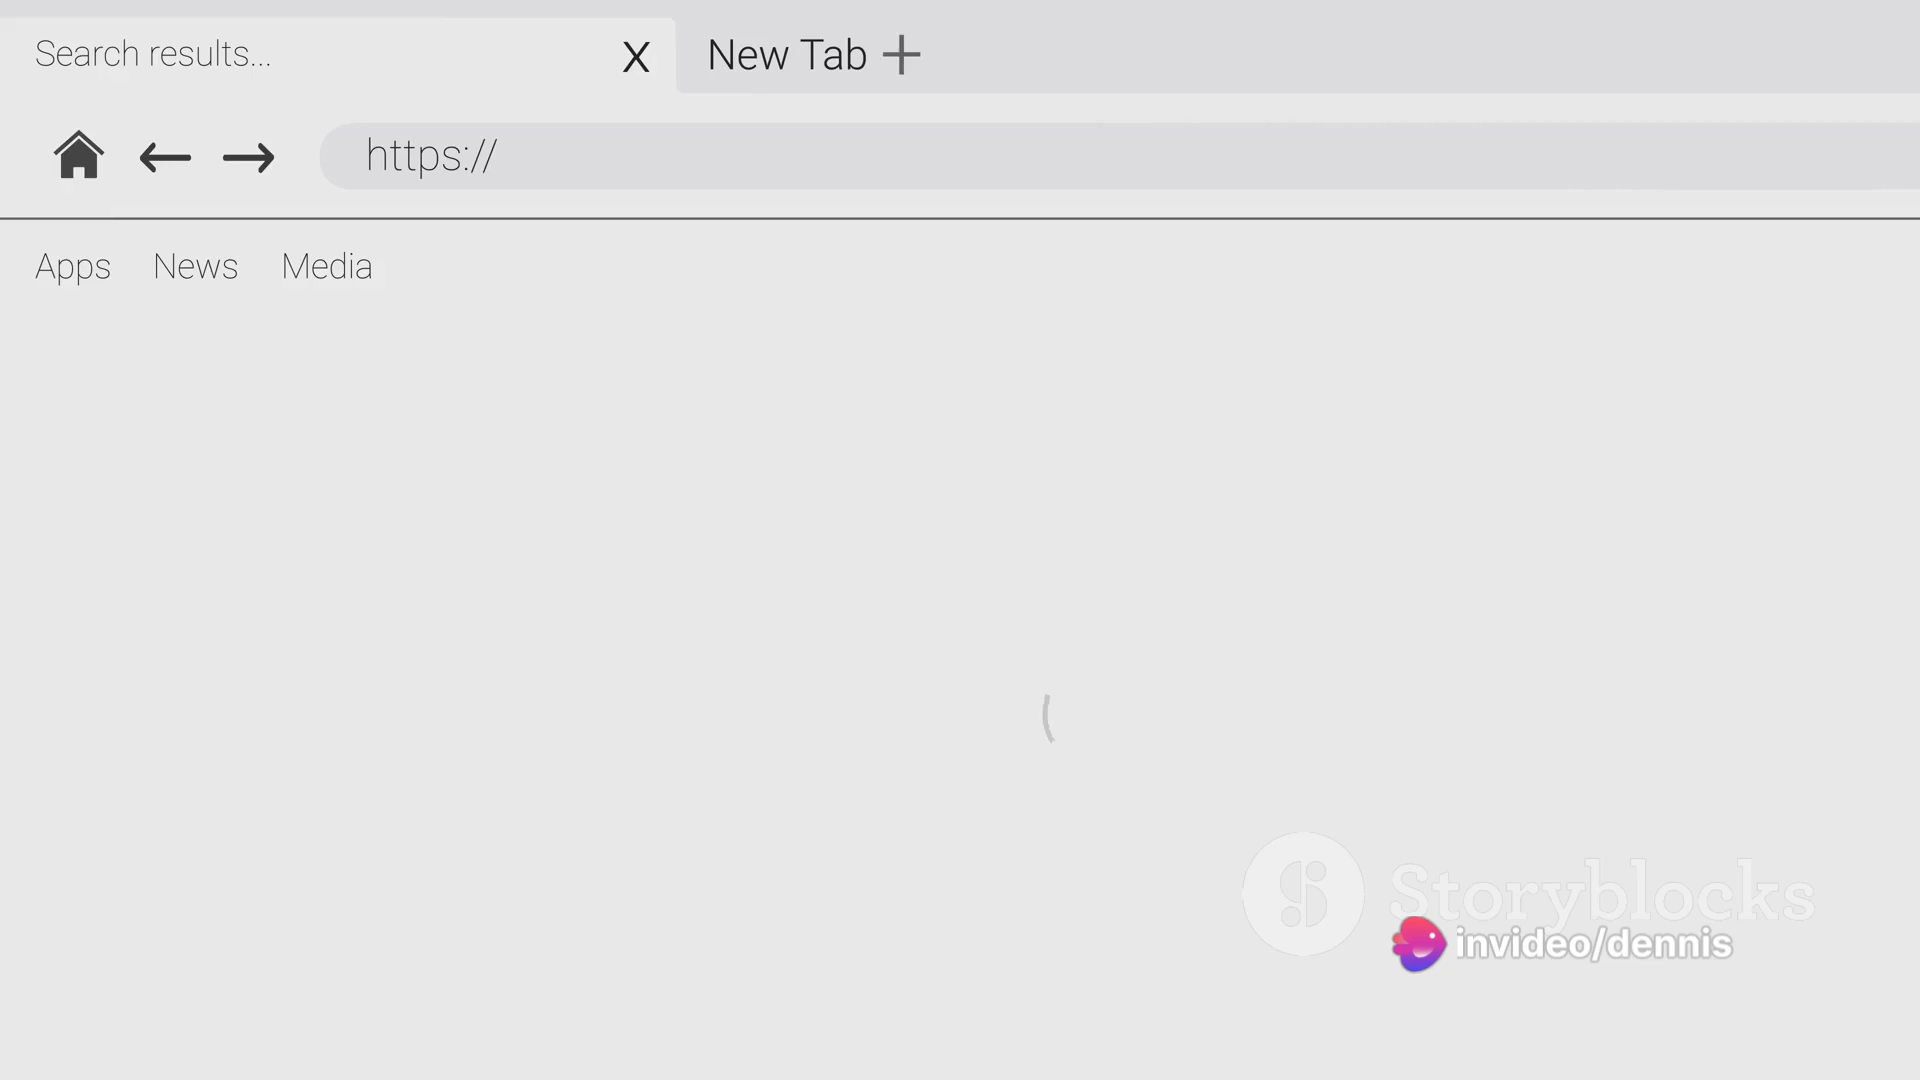 Search results...
X
New Tab +
https://
Apps News Media
Storyblocks
invideo/dennis